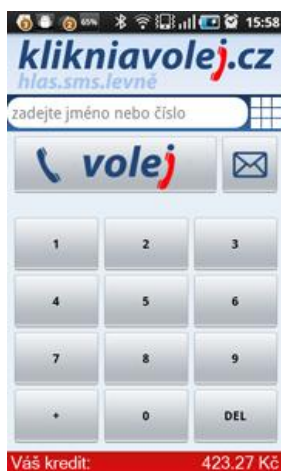 65% 15:58
klikniavolej.cz
hlas.sms.levně
zadejte jméno nebo číslo
volej
1 2 3
4 5 6
7 8 9
+ 0 DEL
Váš kredit: 423.27 Kč